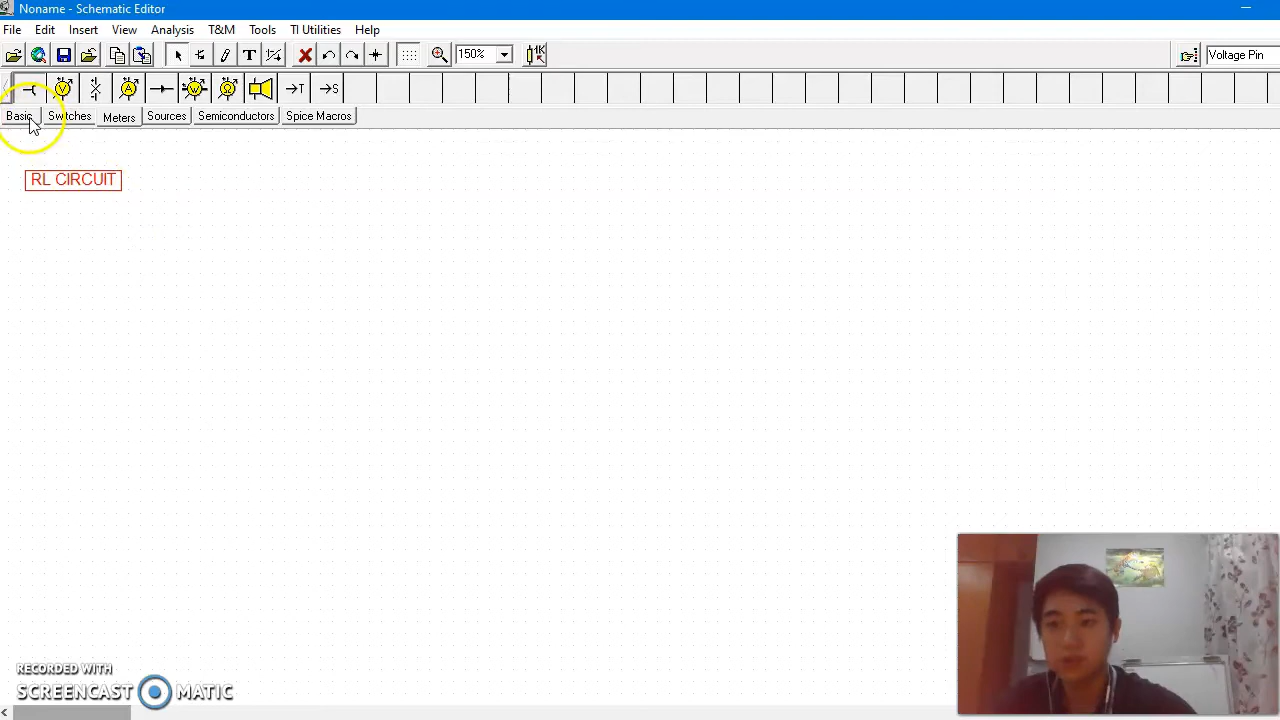 Noname - Schematic Editor
File Edit Insert View Analysis T&M Tools TI Utilities Help
T 150% 1K Voltage Pin
V A W Ω →T →S
Basic Switches Meters Sources Semiconductors Spice Macros
RL CIRCUIT
RECORDED WITH
SCREENCAST MATIC